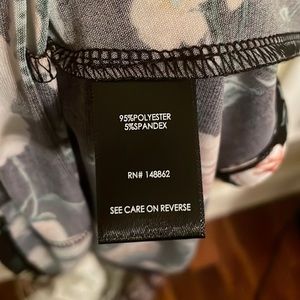 95%POLYESTER
5%SPANDEX
RN# 148862
SEE CARE ON REVERSE